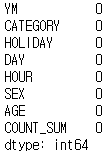 YM 0
CATEGORY 0
HOLIDAY 0
DAY 0
HOUR 0
SEX 0
AGE 0
COUNT_SUM 0
dtype: int64